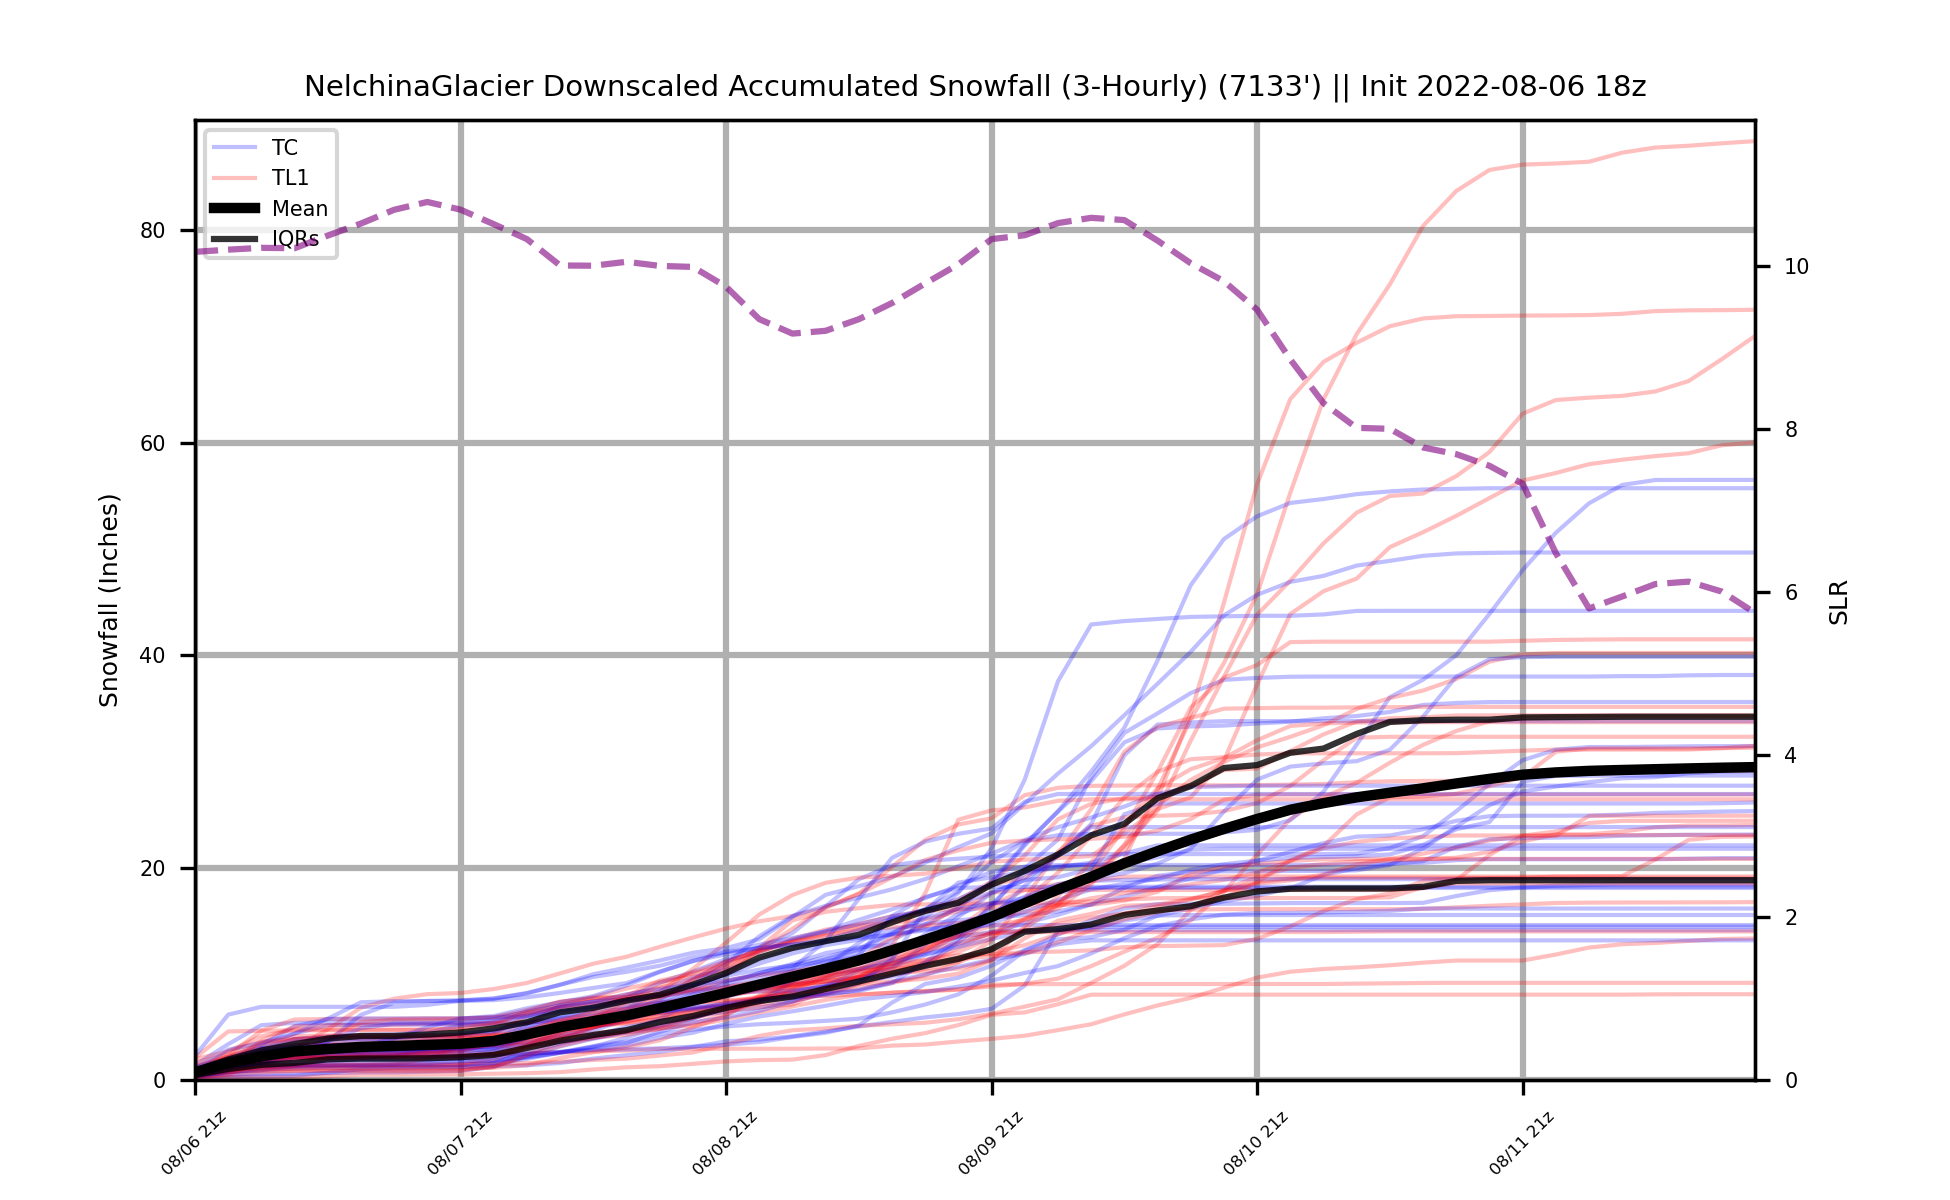 NelchinaGlacier Downscaled Accumulated Snowfall (3-Hourly) (7133') || Init 2022-08-06 18z
TC
TL1
Mean
IQRs
80
60
40
20
0
Snowfall (Inches)
10
8
6
4
2
0
SLR
08/06 21z
08/07 21z
08/08 21z
08/09 21z
08/10 21z
08/11 21z